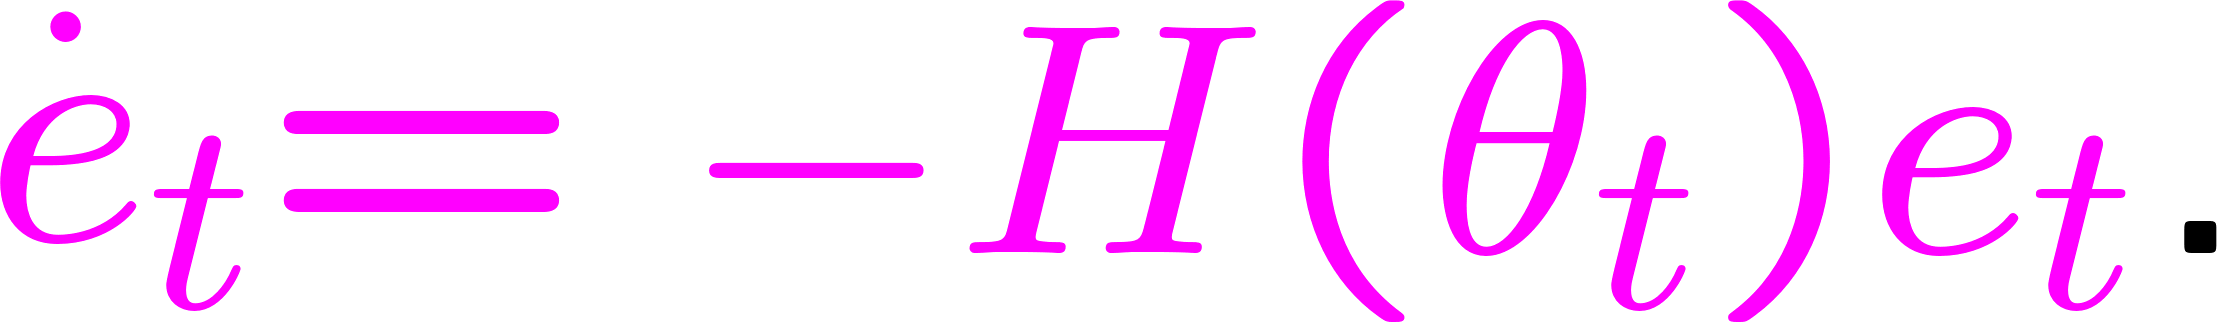 ė_t = −H(θ_t)e_t.